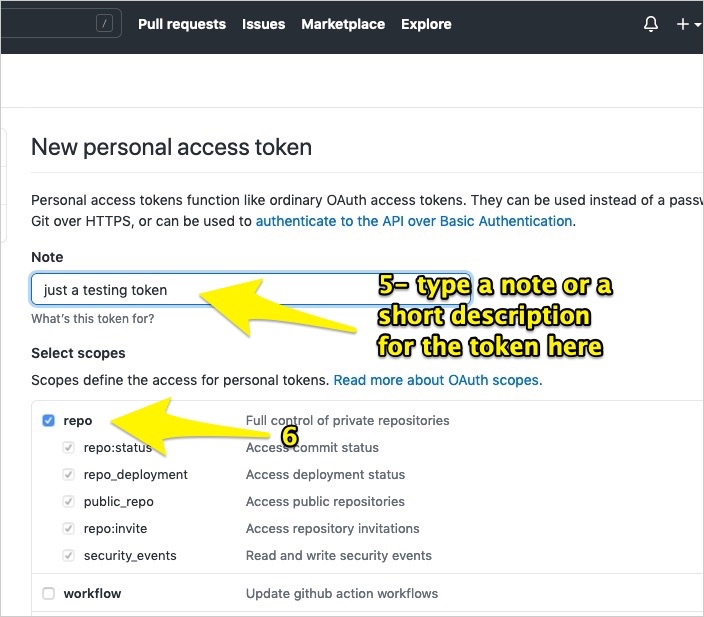 / Pull requests Issues Marketplace Explore
New personal access token
Personal access tokens function like ordinary OAuth access tokens. They can be used instead of a
Git over HTTPS, or can be used to authenticate to the API over Basic Authentication.
Note
just a testing token
What's this token for?
5- type a note or a
short description
for the token here
Select scopes
Scopes define the access for personal tokens. Read more about OAuth scopes.
repo Full control of private repositories
6
repo:status Access commit status
repo_deployment Access deployment status
public_repo Access public repositories
repo:invite Access repository invitations
security_events Read and write security events
workflow Update github action workflows